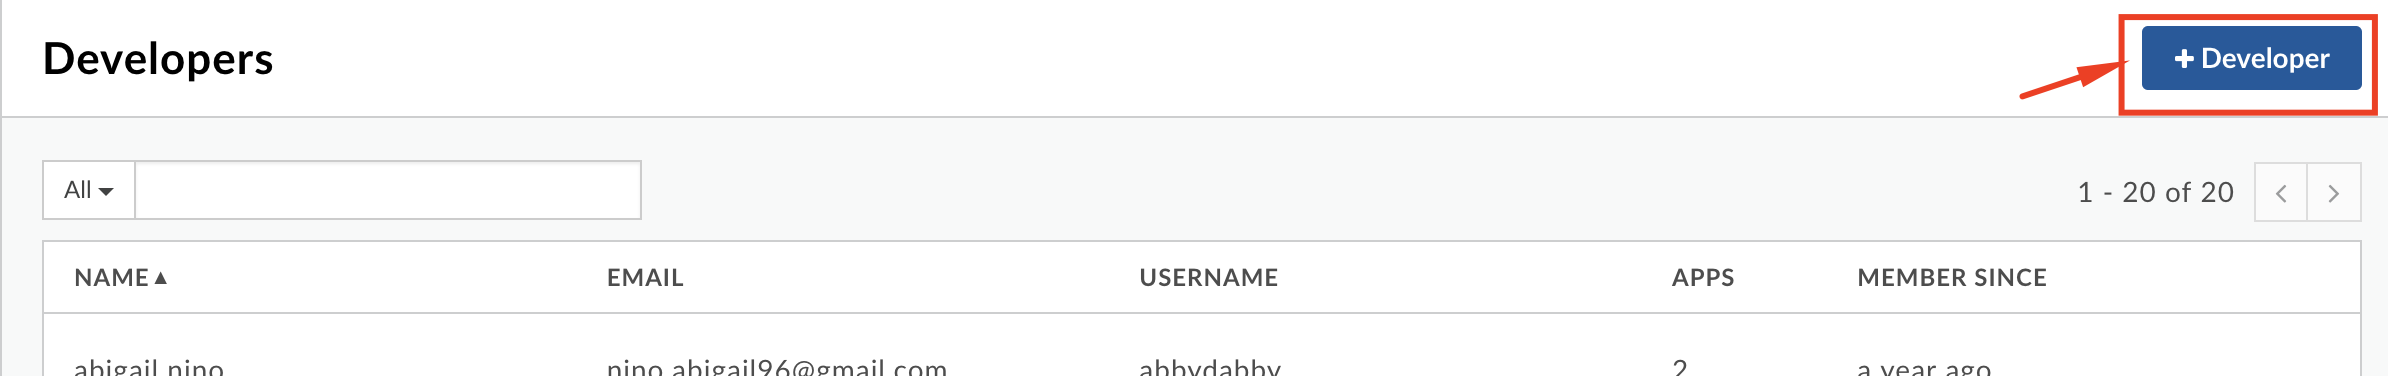 Developers
+ Developer
All
1 - 20 of 20
NAME EMAIL USERNAME APPS MEMBER SINCE
abigail nino nino.abigail96@gmail.com abbydabby 2 a year ago